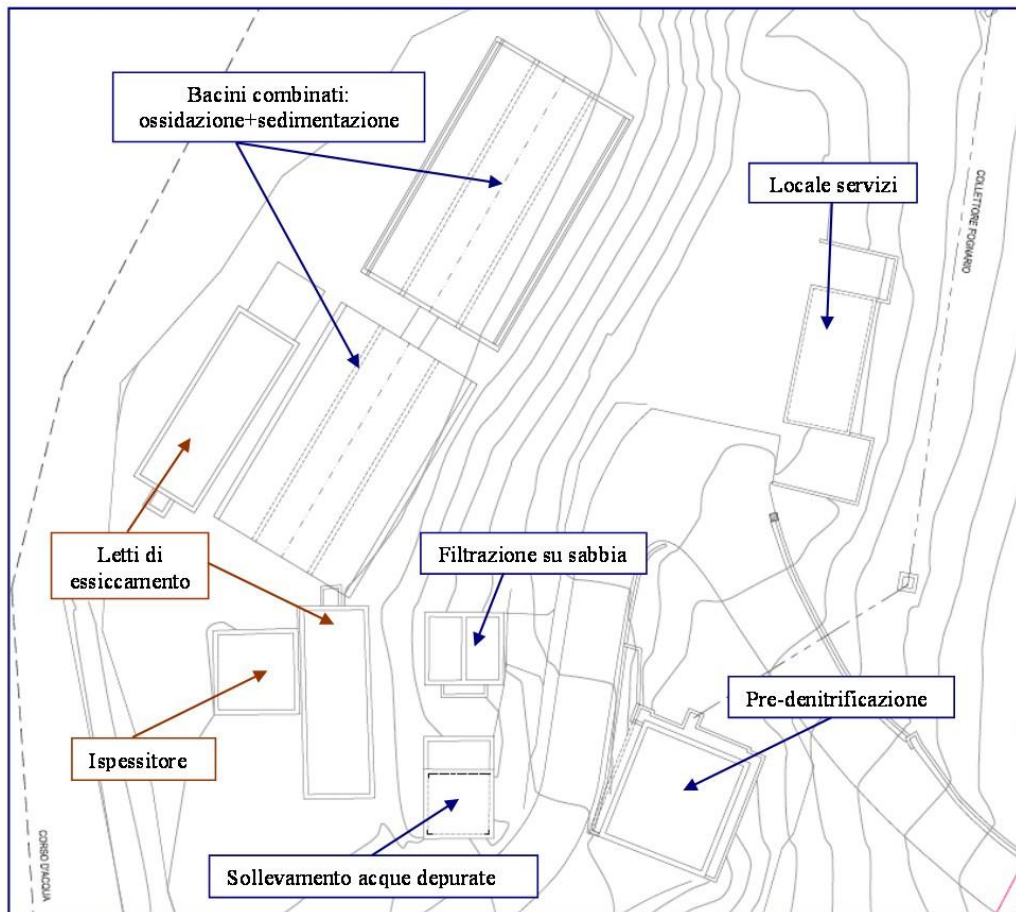 Bacini combinati:
ossidazione+sedimentazione
Locale servizi
COLLETTORE FOGNARIO
Letti di
essiccamento
Filtrazione su sabbia
Pre-denitrificazione
Ispessitore
Sollevamento acque depurate
CORSO D'ACQUA